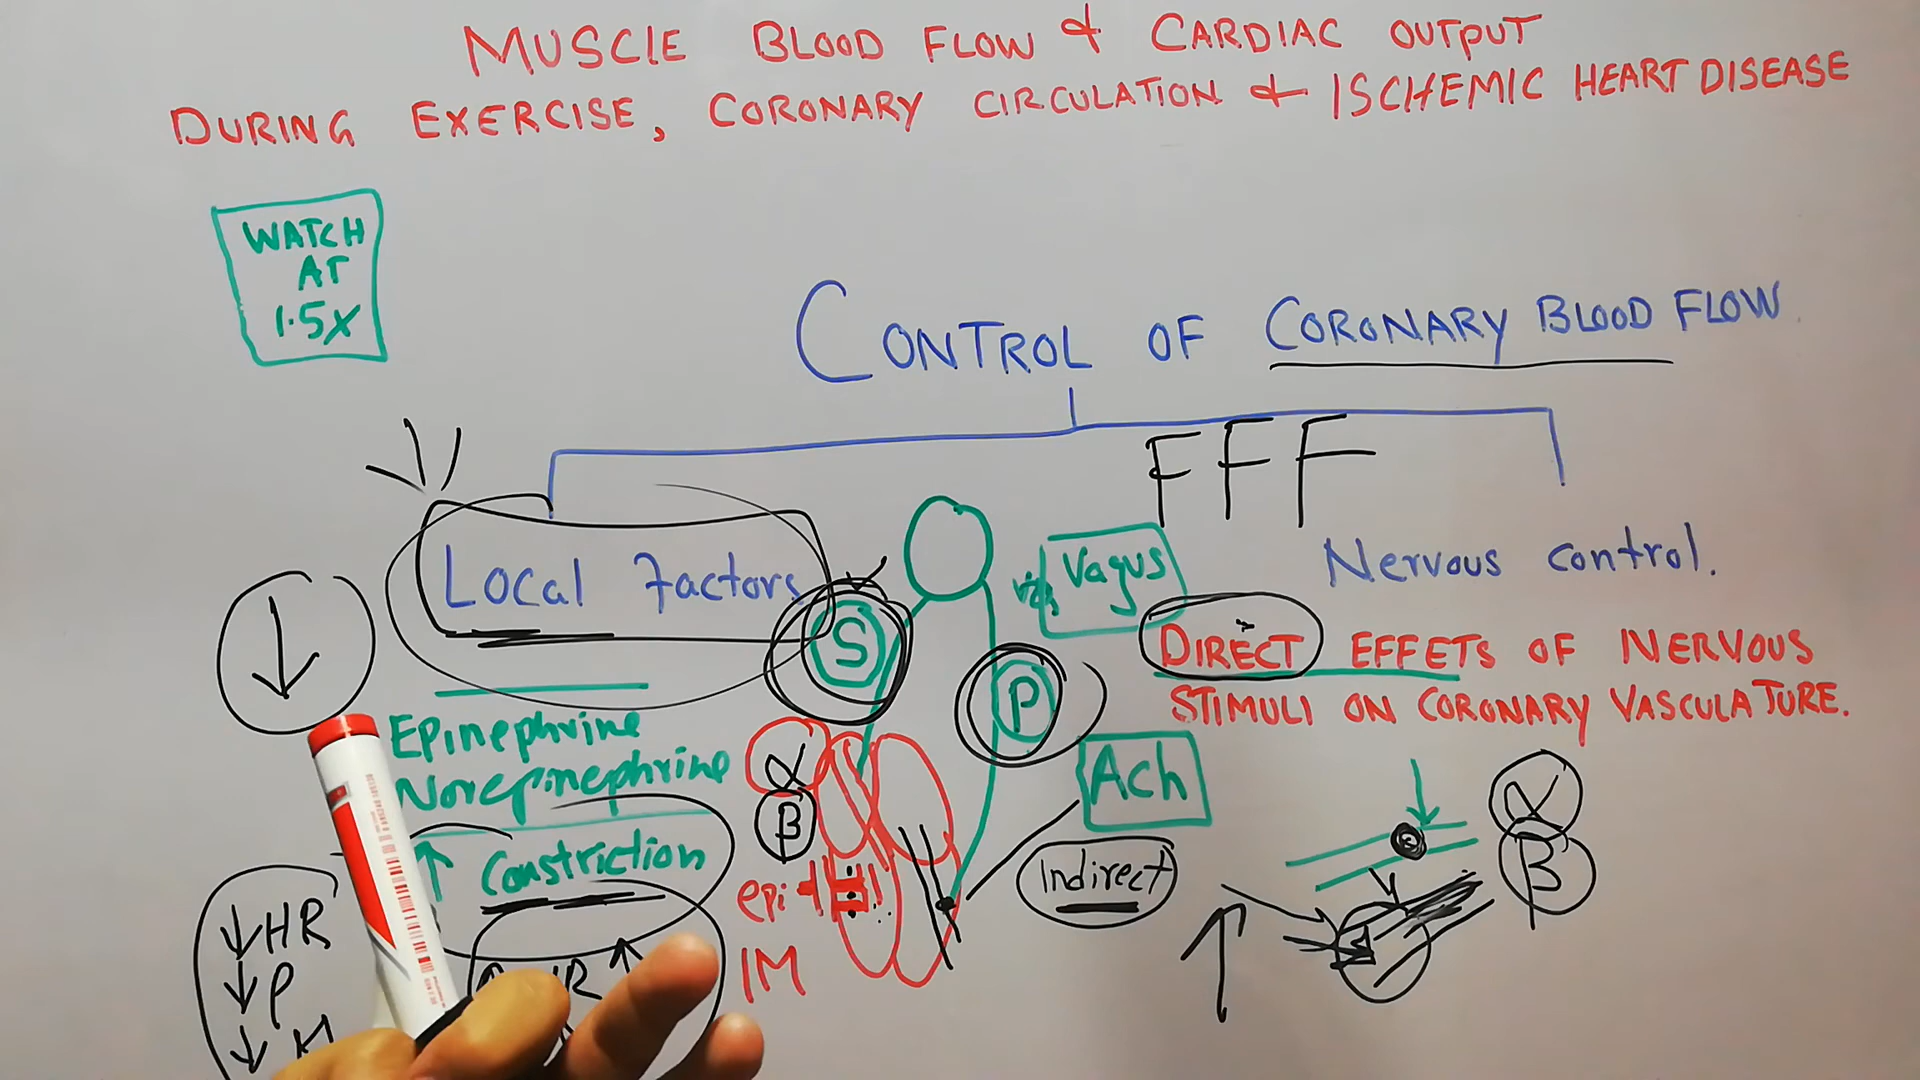 MUSCLE BLOOD FLOW & CARDIAC OUTPUT
DURING EXERCISE, CORONARY CIRCULATION & ISCHEMIC HEART DISEASE
WATCH
AT
1.5X
CONTROL OF CORONARY BLOOD FLOW
FFF
Local Factors
Nervous control.
S
Vagus
P
DIRECT EFFETS OF NERVOUS
STIMULI ON CORONARY VASCULATURE.
Epinephrine
Norepinephrine
α
β
Ach
α
β
↑ Constriction
epi
Indirect
IM
↓HR
↓P